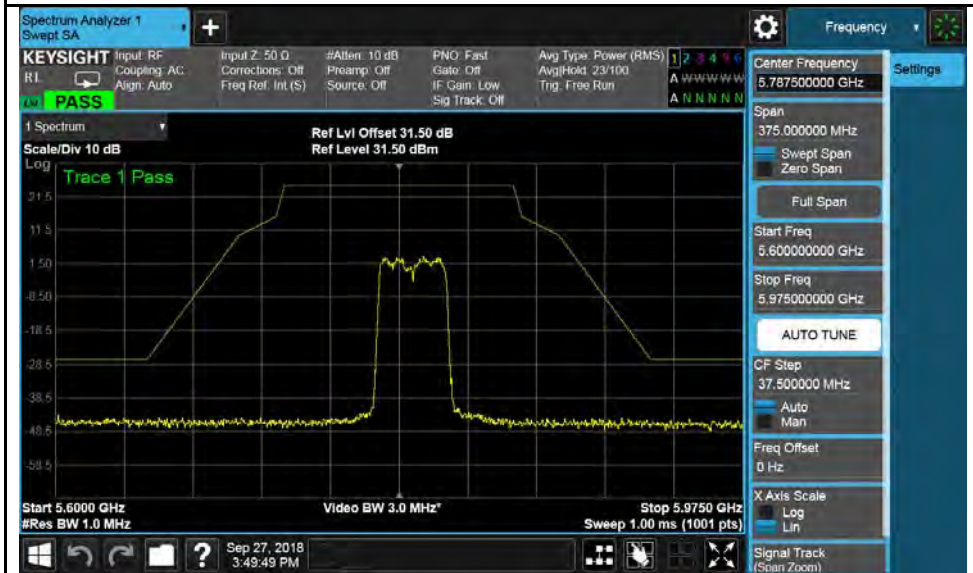 Spectrum Analyzer 1
Swept SA
+
Frequency
KEYSIGHT
RL
LXI
PASS
Input: RF
Coupling: AC
Align: Auto
Input Z: 50 Ω
Corrections: Off
Freq Ref: Int (S)
#Atten: 10 dB
Preamp: Off
Source: Off
PNO: Fast
Gate: Off
IF Gain: Low
Sig Track: Off
Avg Type: Power (RMS)
Avg|Hold: 23/100
Trig: Free Run
1 2 3 4 5 6
A W W W W W
A N N N N N
1 Spectrum
Scale/Div 10 dB
Ref Lvl Offset 31.50 dB
Ref Level 31.50 dBm
Log
Trace 1 Pass
21.5
11.5
1.50
-8.50
-18.5
-28.5
-38.5
-48.5
-58.5
Start 5.6000 GHz
#Res BW 1.0 MHz
Video BW 3.0 MHz*
Stop 5.9750 GHz
Sweep 1.00 ms (1001 pts)
?
Sep 27, 2018
3:49:49 PM
Center Frequency
5.787500000 GHz
Span
375.000000 MHz
Swept Span
Zero Span
Full Span
Start Freq
5.600000000 GHz
Stop Freq
5.975000000 GHz
AUTO TUNE
CF Step
37.500000 MHz
Auto
Man
Freq Offset
0 Hz
X Axis Scale
Log
Lin
Signal Track
(Span Zoom)
Settings